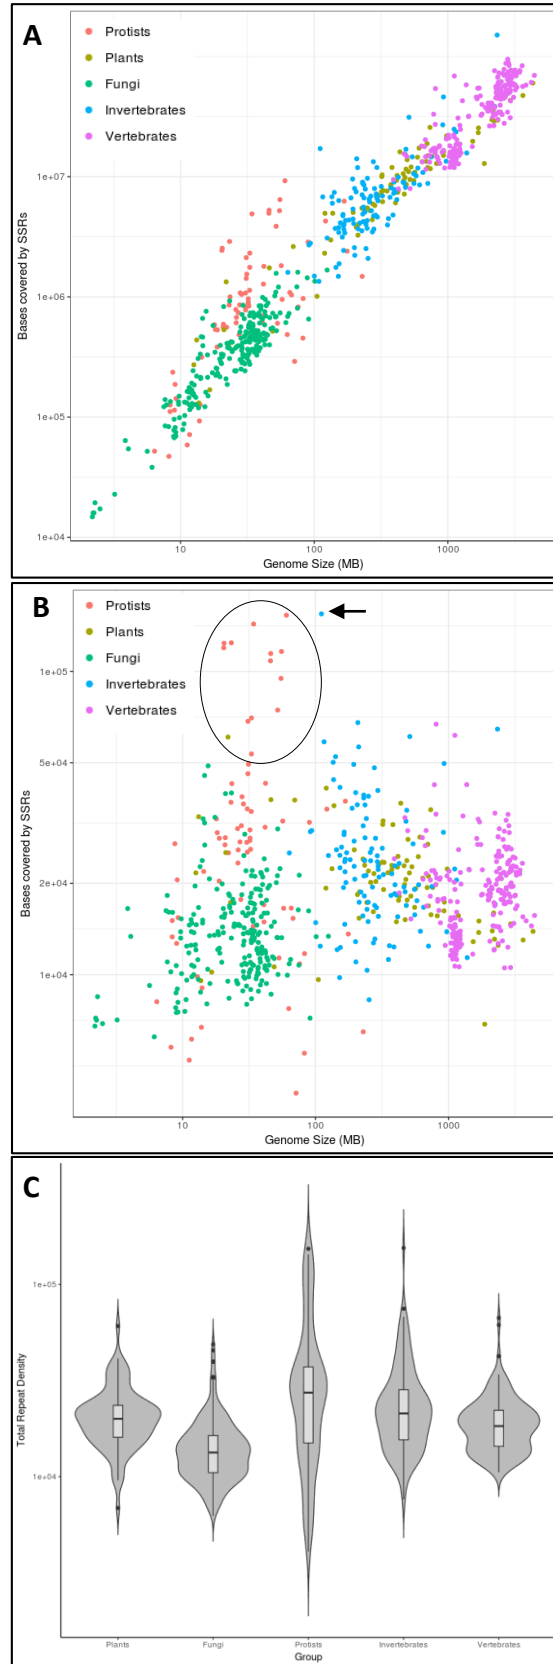 A
Protists
Plants
Fungi
Invertebrates
Vertebrates
Bases covered by SSRs
1e+07
1e+06
1e+05
1e+04
10
100
1000
Genome Size (MB)
B
Protists
Plants
Fungi
Invertebrates
Vertebrates
Bases covered by SSRs
1e+05
5e+04
2e+04
1e+04
10
100
1000
Genome Size (MB)
C
Total Repeat Density
1e+05
1e+04
Plants
Fungi
Protists
Invertebrates
Vertebrates
Group